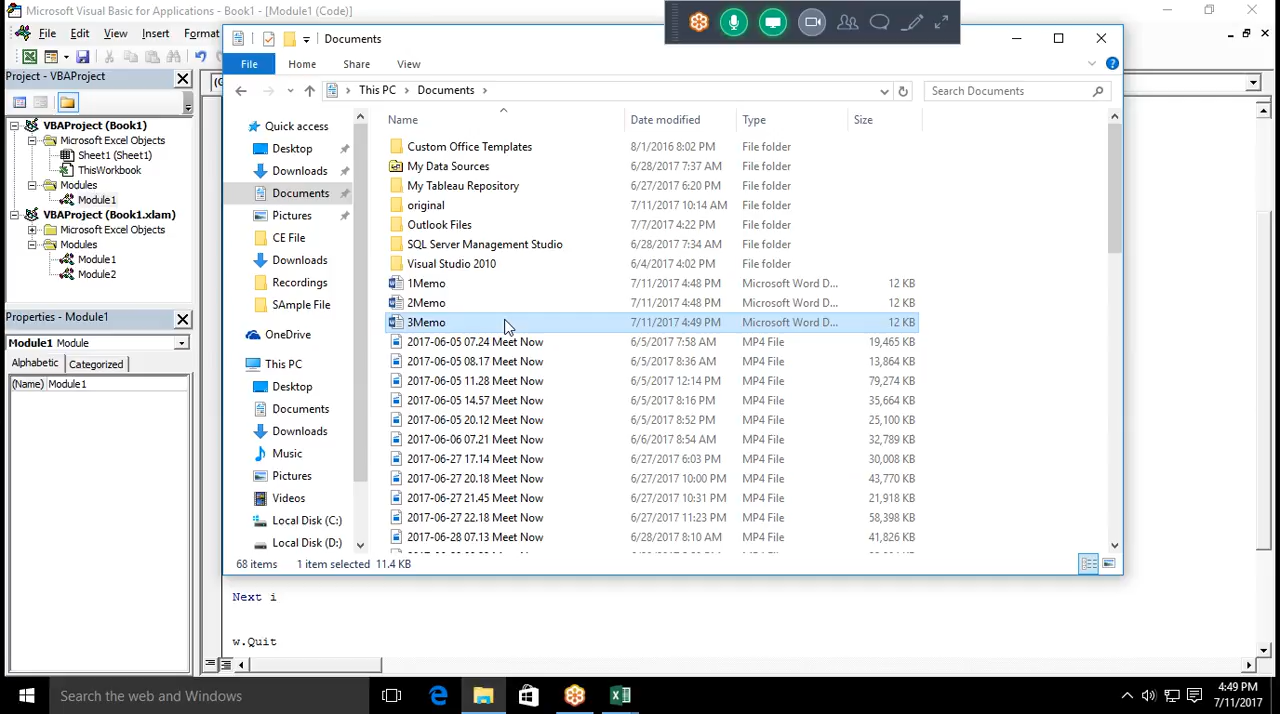 Microsoft Visual Basic for Applications - Book1 - [Module1 (Code)]
File Edit View Insert Format
Project - VBAProject
VBAProject (Book1)
Microsoft Excel Objects
Sheet1 (Sheet1)
ThisWorkbook
Modules
Module1
VBAProject (Book1.xlam)
Microsoft Excel Objects
Modules
Module1
Module2
Properties - Module1
Module1 Module
Alphabetic Categorized
(Name) Module1
Documents
File Home Share View
This PC Documents
Search Documents
Quick access
Desktop
Downloads
Documents
Pictures
CE File
Downloads
Recordings
SAmple File
OneDrive
This PC
Desktop
Documents
Downloads
Music
Pictures
Videos
Local Disk (C:)
Local Disk (D:)
Name Date modified Type Size
Custom Office Templates 8/1/2016 8:02 PM File folder
My Data Sources 6/28/2017 7:37 AM File folder
My Tableau Repository 6/27/2017 6:20 PM File folder
original 7/11/2017 10:14 AM File folder
Outlook Files 7/7/2017 4:22 PM File folder
SQL Server Management Studio 6/28/2017 7:34 AM File folder
Visual Studio 2010 6/4/2017 4:02 PM File folder
1Memo 7/11/2017 4:48 PM Microsoft Word D... 12 KB
2Memo 7/11/2017 4:48 PM Microsoft Word D... 12 KB
3Memo 7/11/2017 4:49 PM Microsoft Word D... 12 KB
2017-06-05 07.24 Meet Now 6/5/2017 7:58 AM MP4 File 19,465 KB
2017-06-05 08.17 Meet Now 6/5/2017 8:36 AM MP4 File 13,864 KB
2017-06-05 11.28 Meet Now 6/5/2017 12:14 PM MP4 File 79,274 KB
2017-06-05 14.57 Meet Now 6/5/2017 8:16 PM MP4 File 35,664 KB
2017-06-05 20.12 Meet Now 6/5/2017 8:52 PM MP4 File 25,100 KB
2017-06-06 07.21 Meet Now 6/6/2017 8:54 AM MP4 File 32,789 KB
2017-06-27 17.14 Meet Now 6/27/2017 6:03 PM MP4 File 30,008 KB
2017-06-27 20.18 Meet Now 6/27/2017 10:00 PM MP4 File 43,770 KB
2017-06-27 21.45 Meet Now 6/27/2017 10:31 PM MP4 File 21,918 KB
2017-06-27 22.18 Meet Now 6/27/2017 11:23 PM MP4 File 58,398 KB
2017-06-28 07.13 Meet Now 6/28/2017 8:10 AM MP4 File 41,826 KB
68 items 1 item selected 11.4 KB
Next i
w.Quit
Search the web and Windows
4:49 PM
7/11/2017